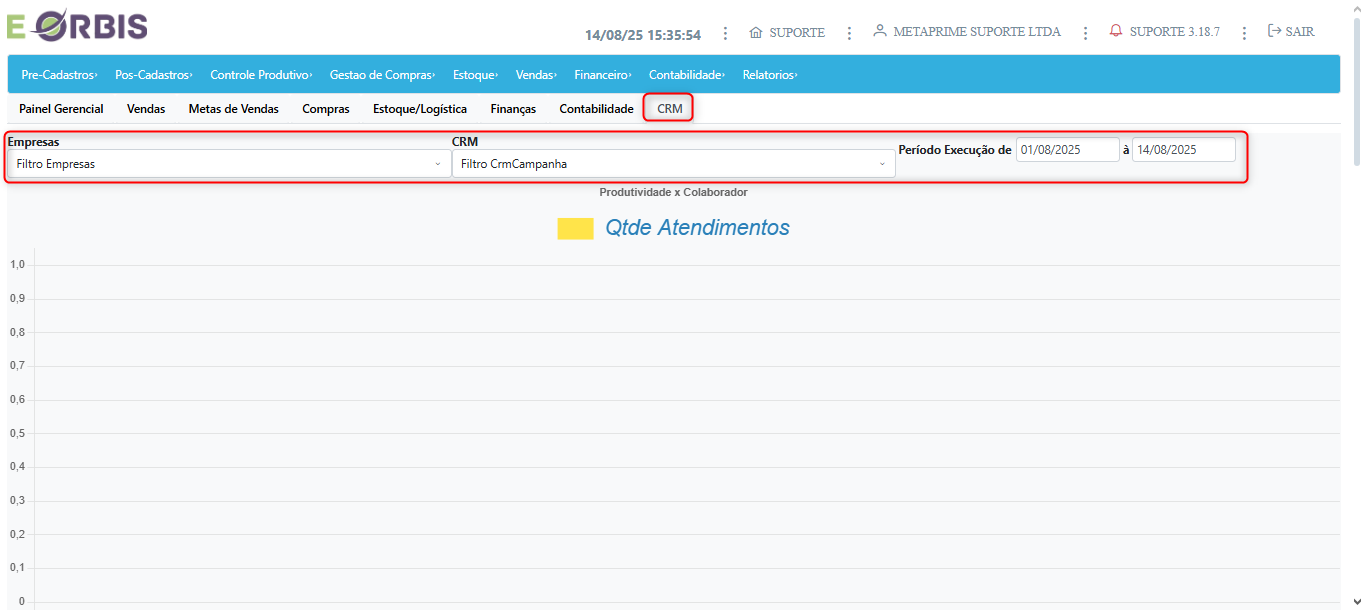 E ORBIS
14/08/25 15:35:54 SUPORTE METAPRIME SUPORTE LTDA SUPORTE 3.18.7 SAIR
Pre-Cadastros Pos-Cadastros Controle Produtivo Gestao de Compras Estoque Vendas Financeiro Contabilidade Relatorios
Painel Gerencial Vendas Metas de Vendas Compras Estoque/Logística Finanças Contabilidade CRM
Empresas CRM
Período Execução de 01/08/2025 à 14/08/2025
Filtro Empresas Filtro CrmCampanha
Produtividade x Colaborador
Qtde Atendimentos
1,0
0,9
0,8
0,7
0,6
0,5
0,4
0,3
0,2
0,1
0